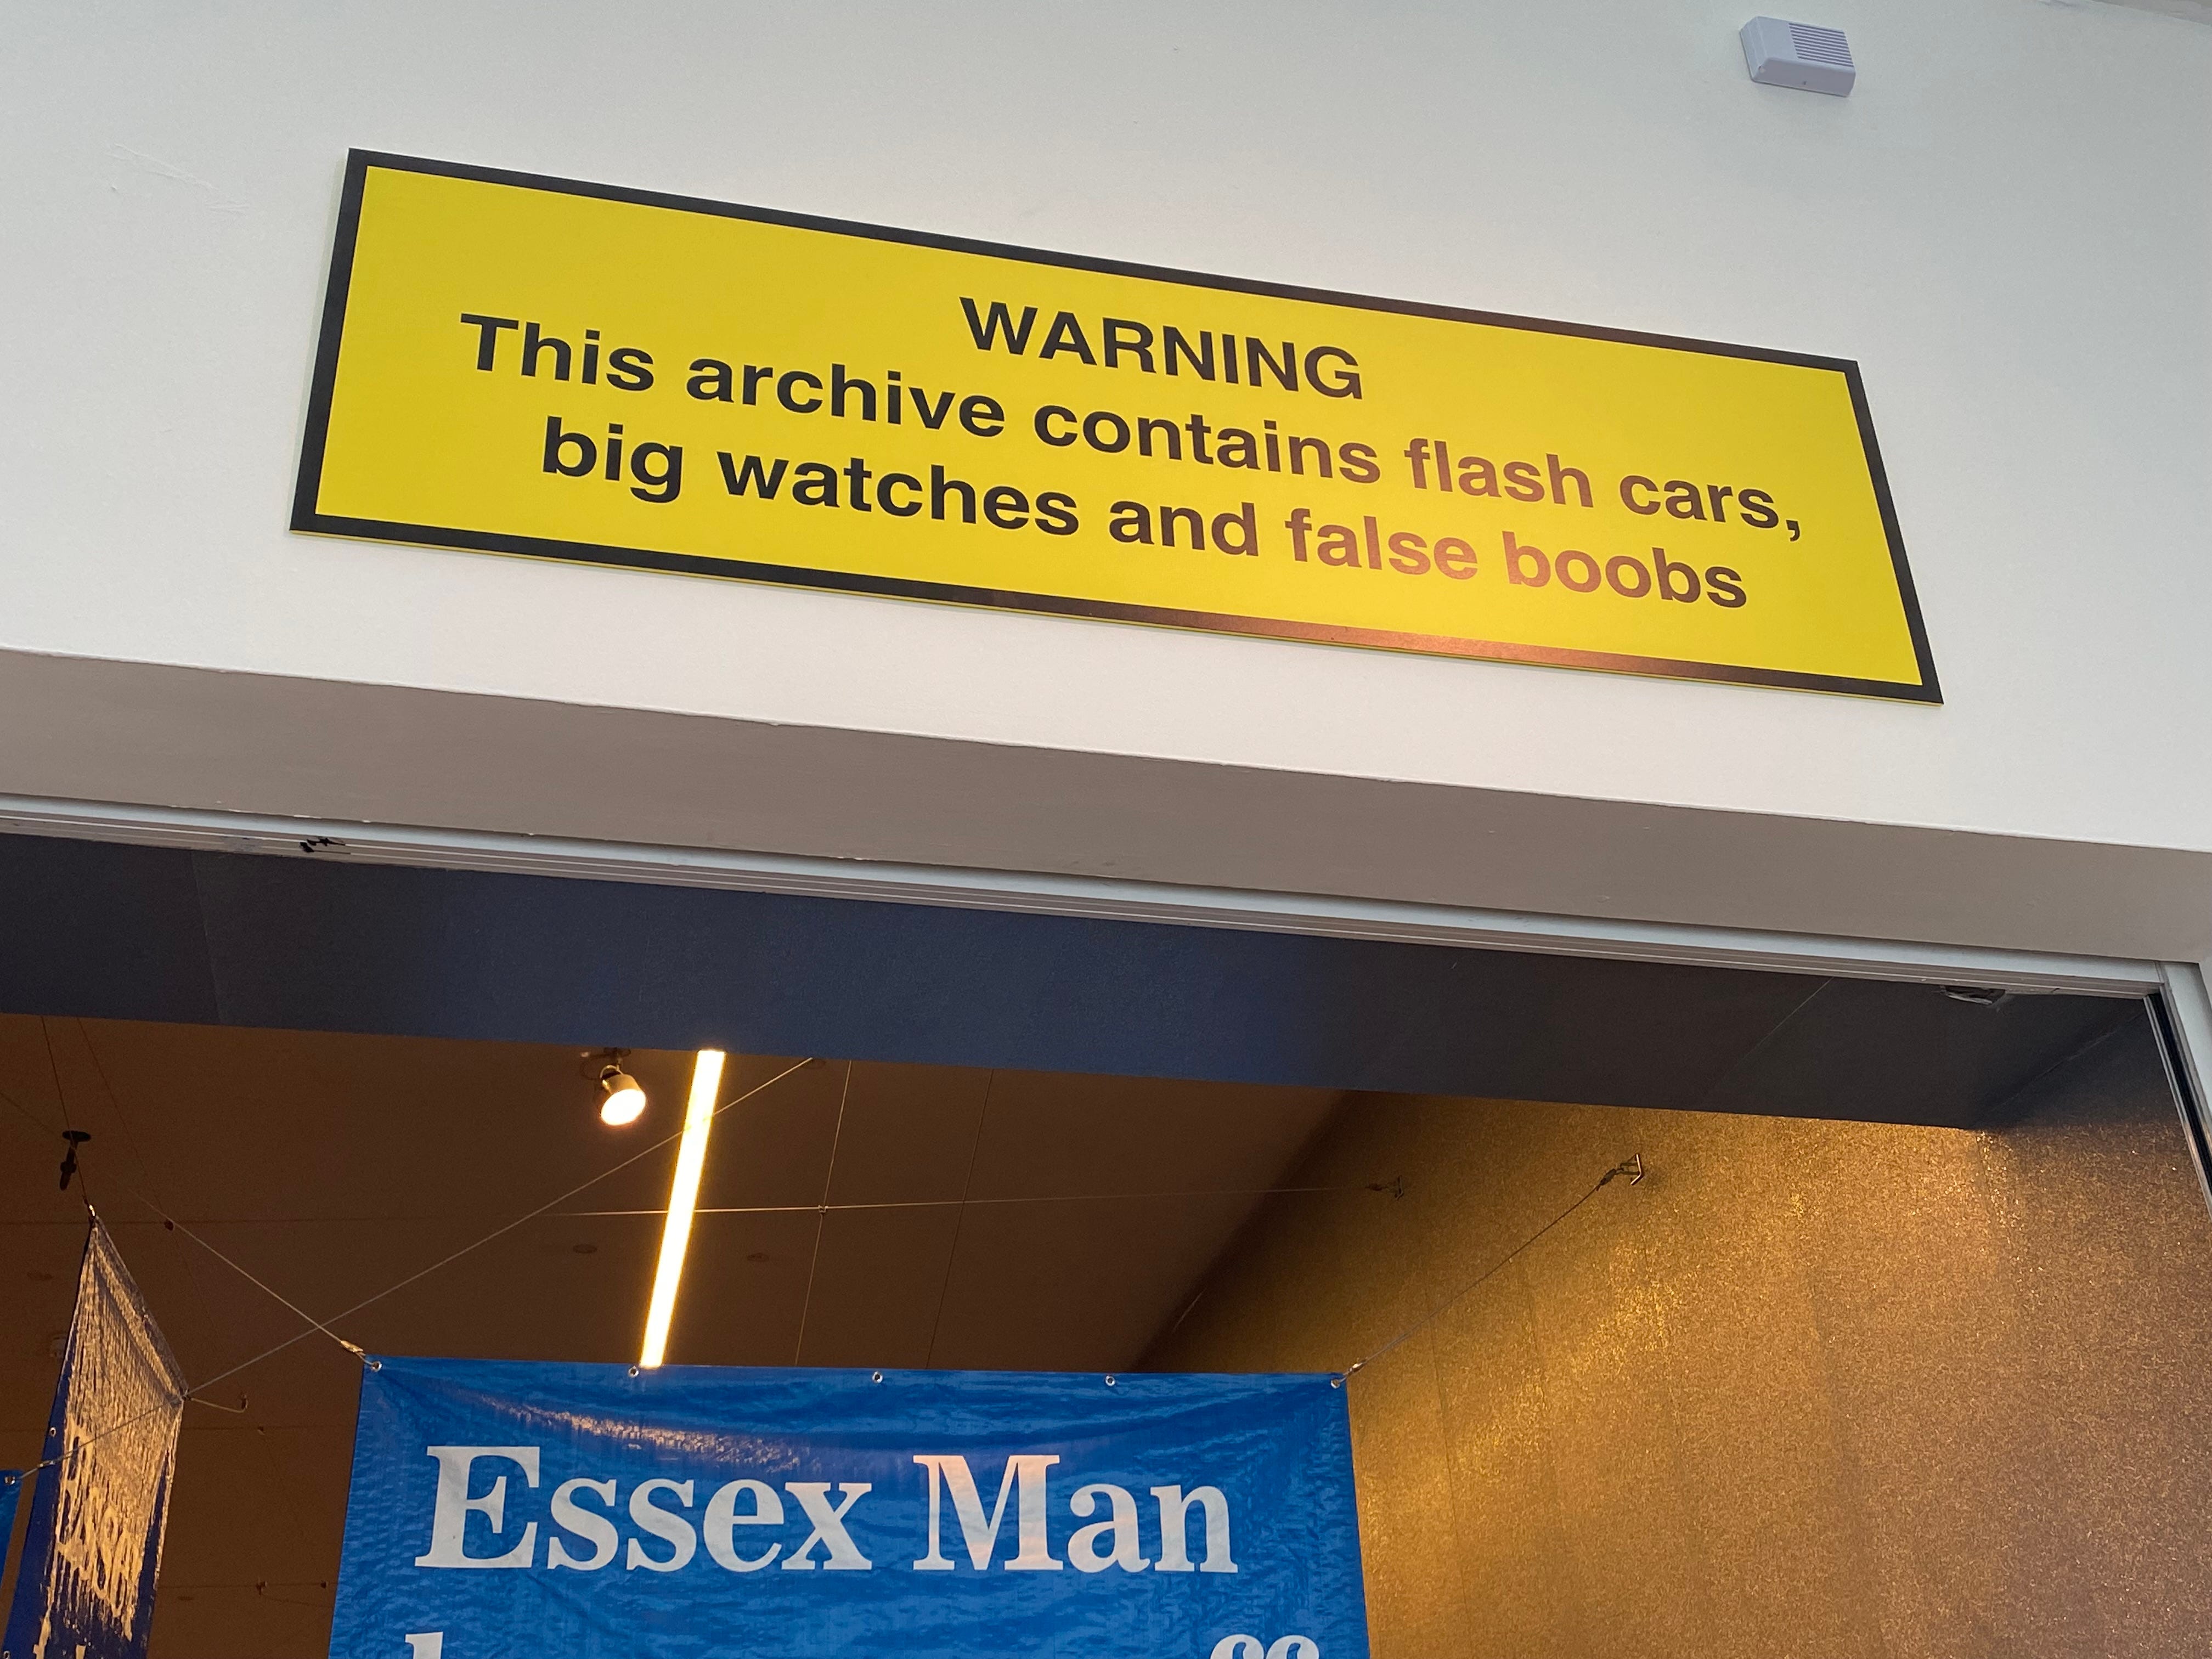 WARNING
This archive contains flash cars,
big watches and false boobs
Essex Man